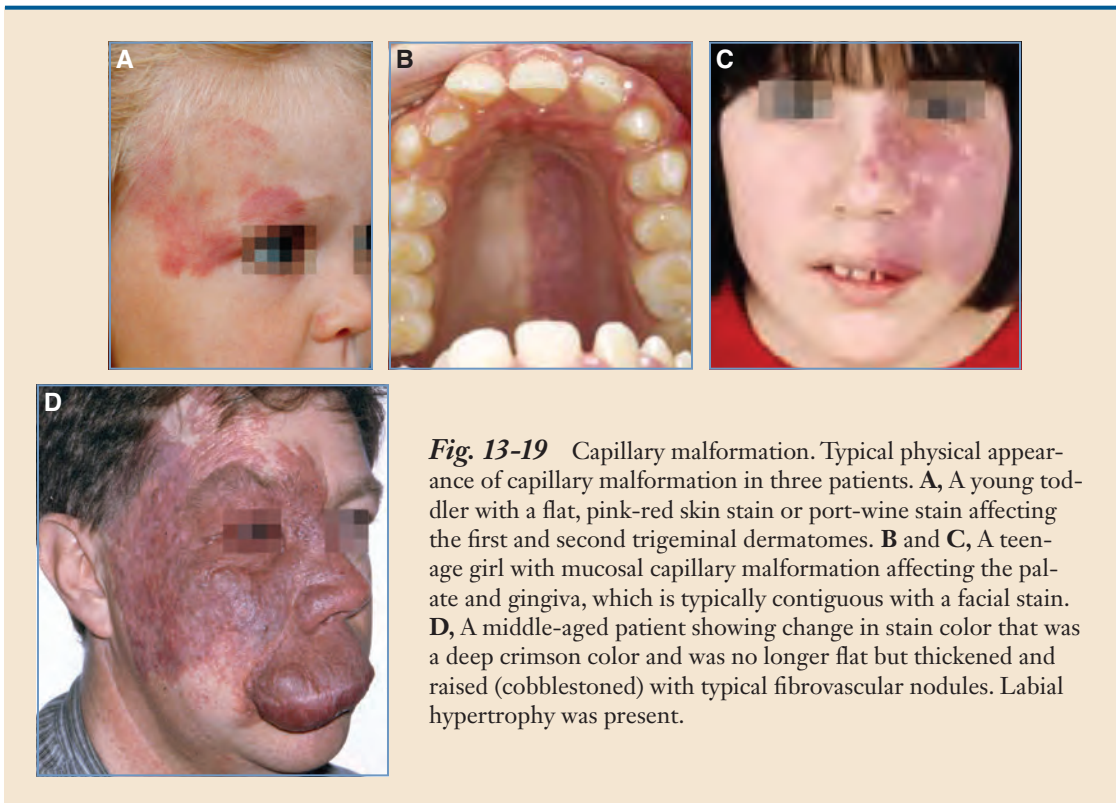 A
B
C
D
Fig. 13-19 Capillary malformation. Typical physical appear-
ance of capillary malformation in three patients. A, A young tod-
dler with a flat, pink-red skin stain or port-wine stain affecting
the first and second trigeminal dermatomes. B and C, A teen-
age girl with mucosal capillary malformation affecting the pal-
ate and gingiva, which is typically contiguous with a facial stain.
D, A middle-aged patient showing change in stain color that was
a deep crimson color and was no longer flat but thickened and
raised (cobblestoned) with typical fibrovascular nodules. Labial
hypertrophy was present.